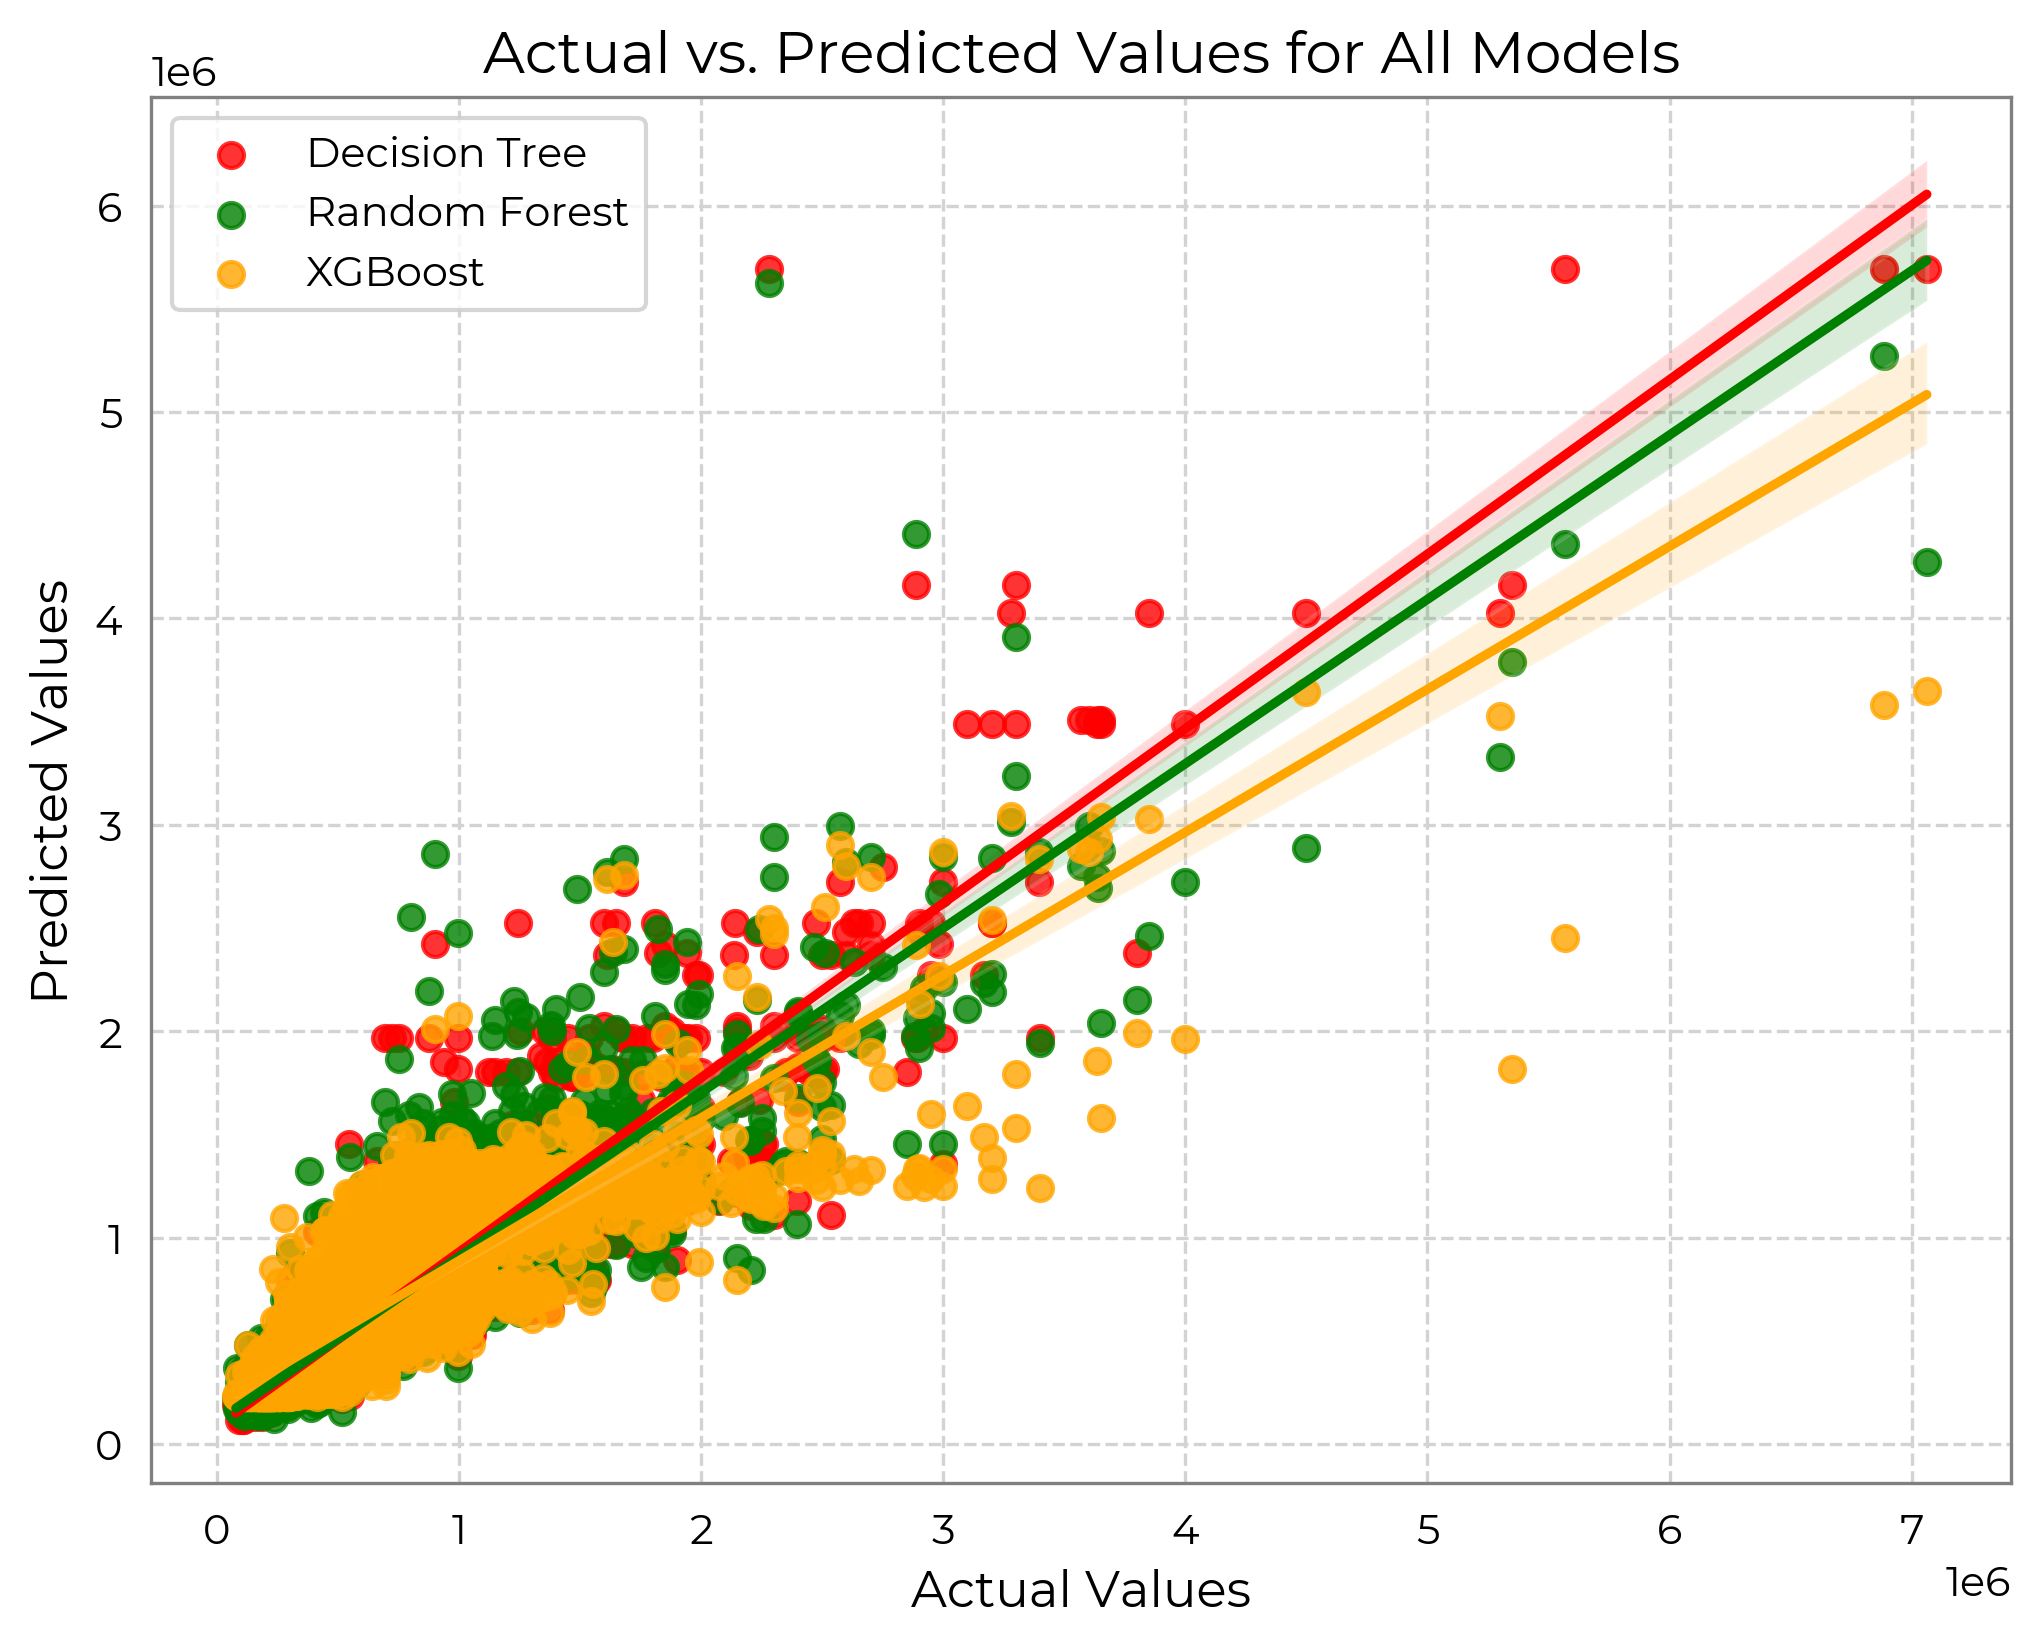 Actual vs. Predicted Values for All Models
1e6
Decision Tree
Random Forest
XGBoost
6
5
4
3
2
1
0
Predicted Values
0 1 2 3 4 5 6 7
1e6
Actual Values